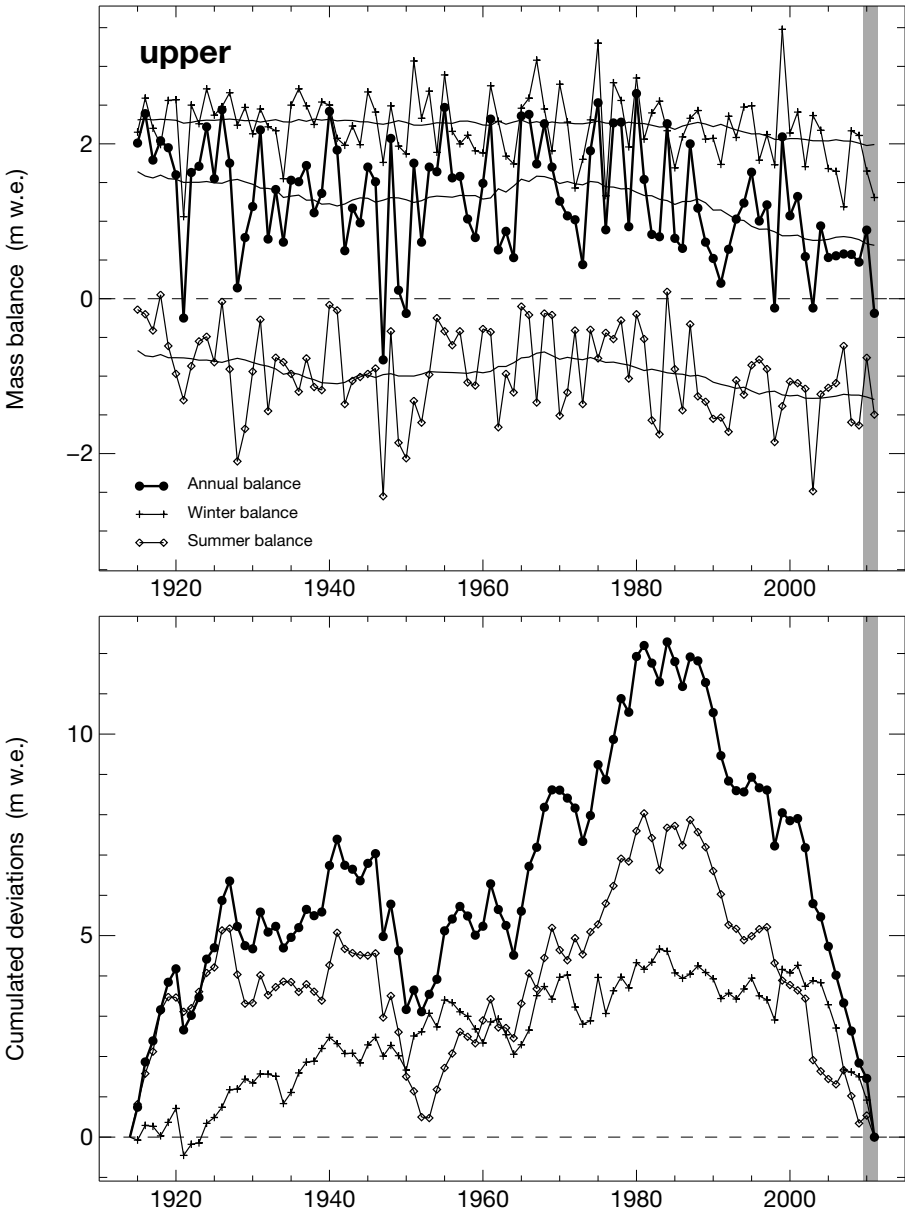 upper
Mass balance (m w.e.)
2
0
−2
Annual balance
Winter balance
Summer balance
1920 1940 1960 1980 2000
Cumulated deviations (m w.e.)
10
5
0
1920 1940 1960 1980 2000